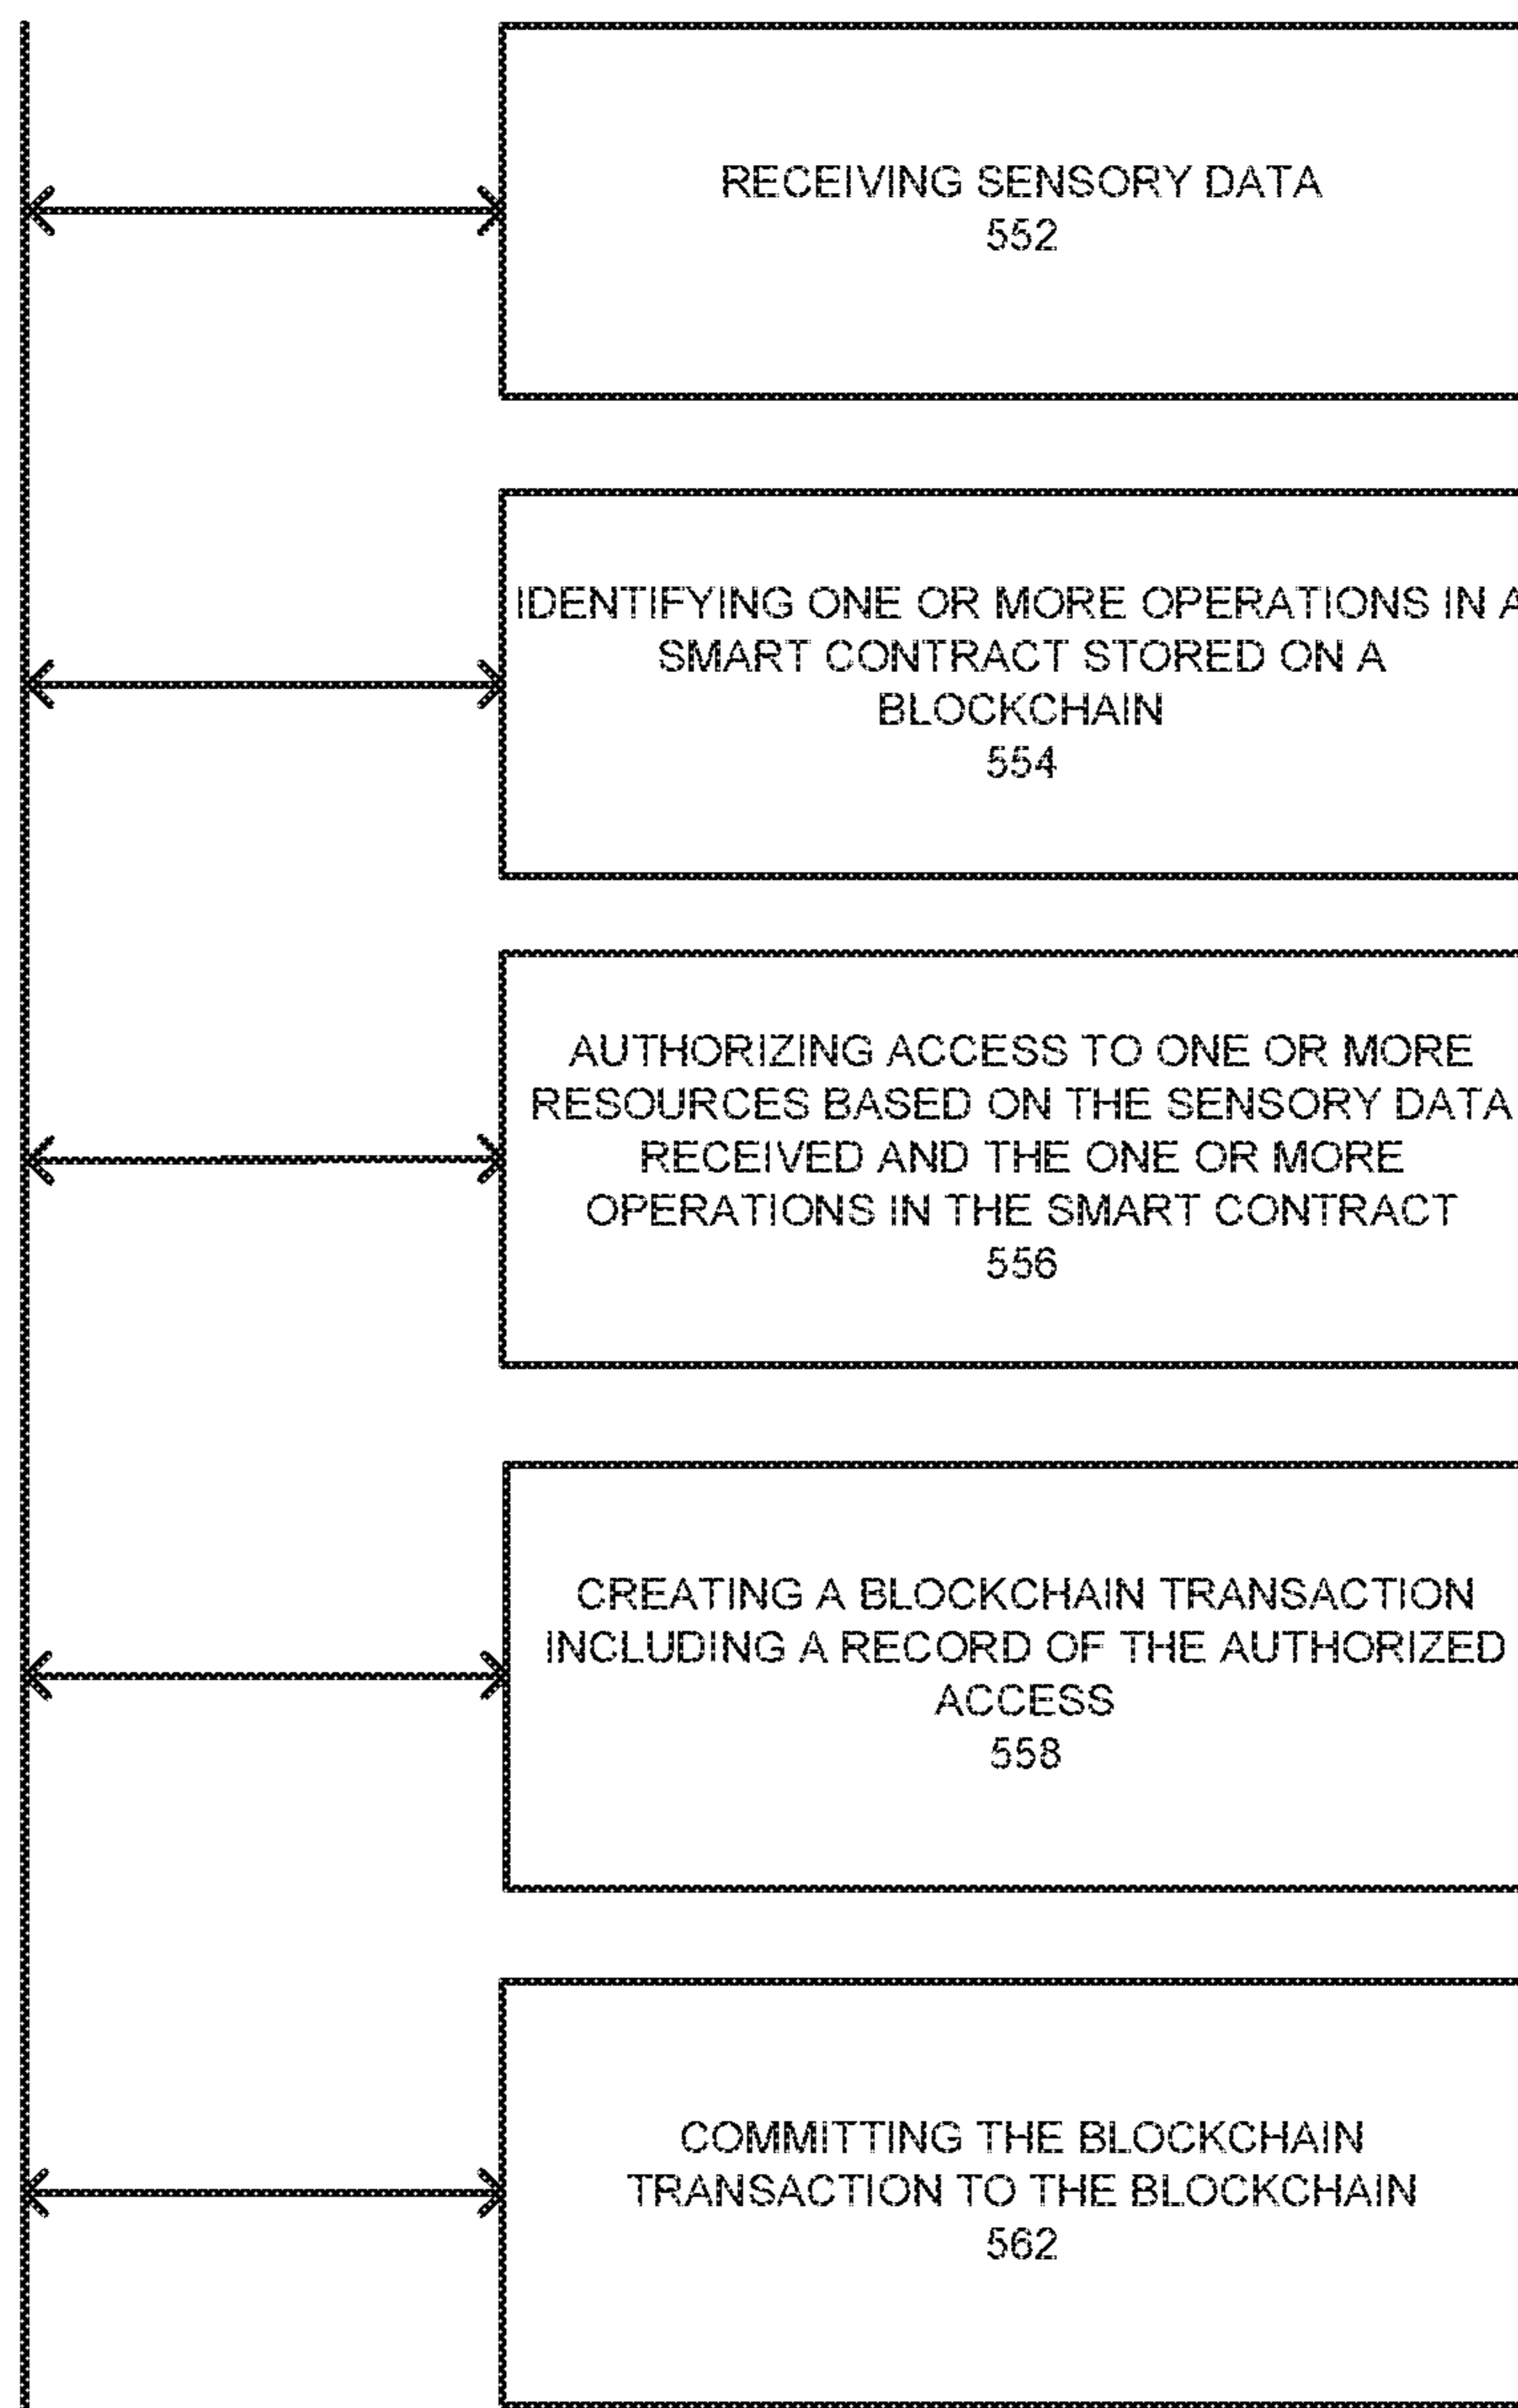 RECEIVING SENSORY DATA
552
IDENTIFYING ONE OR MORE OPERATIONS IN A
SMART CONTRACT STORED ON A
BLOCKCHAIN
554
AUTHORIZING ACCESS TO ONE OR MORE
RESOURCES BASED ON THE SENSORY DATA
RECEIVED AND THE ONE OR MORE
OPERATIONS IN THE SMART CONTRACT
556
CREATING A BLOCKCHAIN TRANSACTION
INCLUDING A RECORD OF THE AUTHORIZED
ACCESS
558
COMMITTING THE BLOCKCHAIN
TRANSACTION TO THE BLOCKCHAIN
562